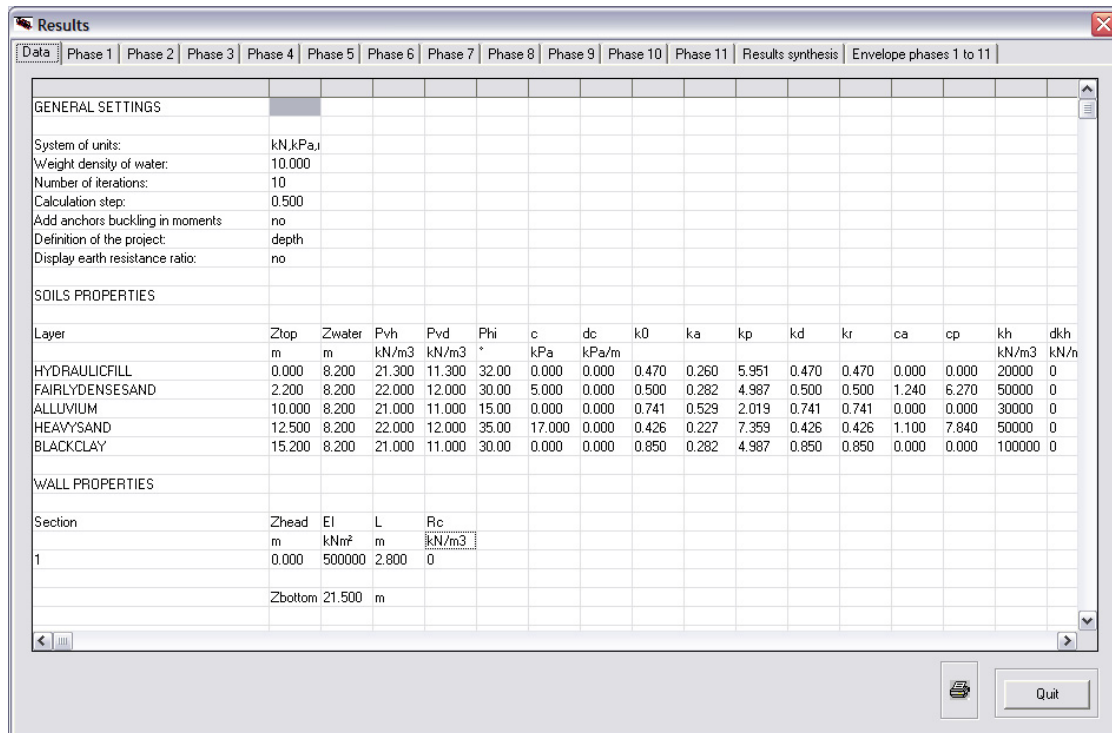 Results
Data Phase 1 Phase 2 Phase 3 Phase 4 Phase 5 Phase 6 Phase 7 Phase 8 Phase 9 Phase 10 Phase 11 Results synthesis Envelope phases 1 to 11
GENERAL SETTINGS
System of units: kN,kPa,
Weight density of water: 10.000
Number of iterations: 10
Calculation step: 0.500
Add anchors buckling in moments no
Definition of the project: depth
Display earth resistance ratio: no
SOILS PROPERTIES
Layer Ztop Zwater Pvh Pvd Phi c dc k0 ka kp kd kr ca cp kh dkh
m m kN/m3 kN/m3 ° kPa kPa/m kN/m3 kN/
HYDRAULICFILL 0.000 8.200 21.300 11.300 32.00 0.000 0.000 0.470 0.260 5.951 0.470 0.470 0.000 0.000 20000 0
FAIRLYDENSESAND 2.200 8.200 22.000 12.000 30.00 5.000 0.000 0.500 0.282 4.987 0.500 0.500 1.240 6.270 50000 0
ALLUVIUM 10.000 8.200 21.000 11.000 15.00 0.000 0.000 0.741 0.529 2.019 0.741 0.741 0.000 0.000 30000 0
HEAVYSAND 12.500 8.200 22.000 12.000 35.00 17.000 0.000 0.426 0.227 7.359 0.426 0.426 1.100 7.840 50000 0
BLACKCLAY 15.200 8.200 21.000 11.000 30.00 0.000 0.000 0.850 0.282 4.987 0.850 0.850 0.000 0.000 100000 0
WALL PROPERTIES
Section Zhead EI L Rc
m kNm² m kN/m3
1 0.000 500000 2.800 0
Zbottom 21.500 m
Quit